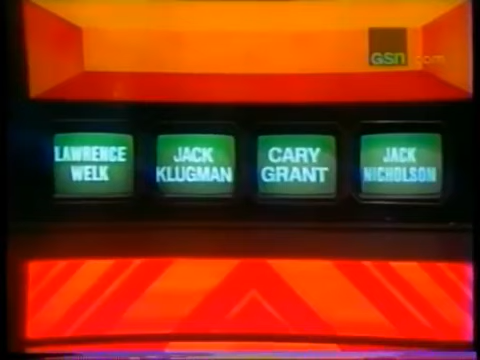 gsn.com
LAWRENCE
WELK
JACK
KLUGMAN
CARY
GRANT
JACK
NICHOLSON